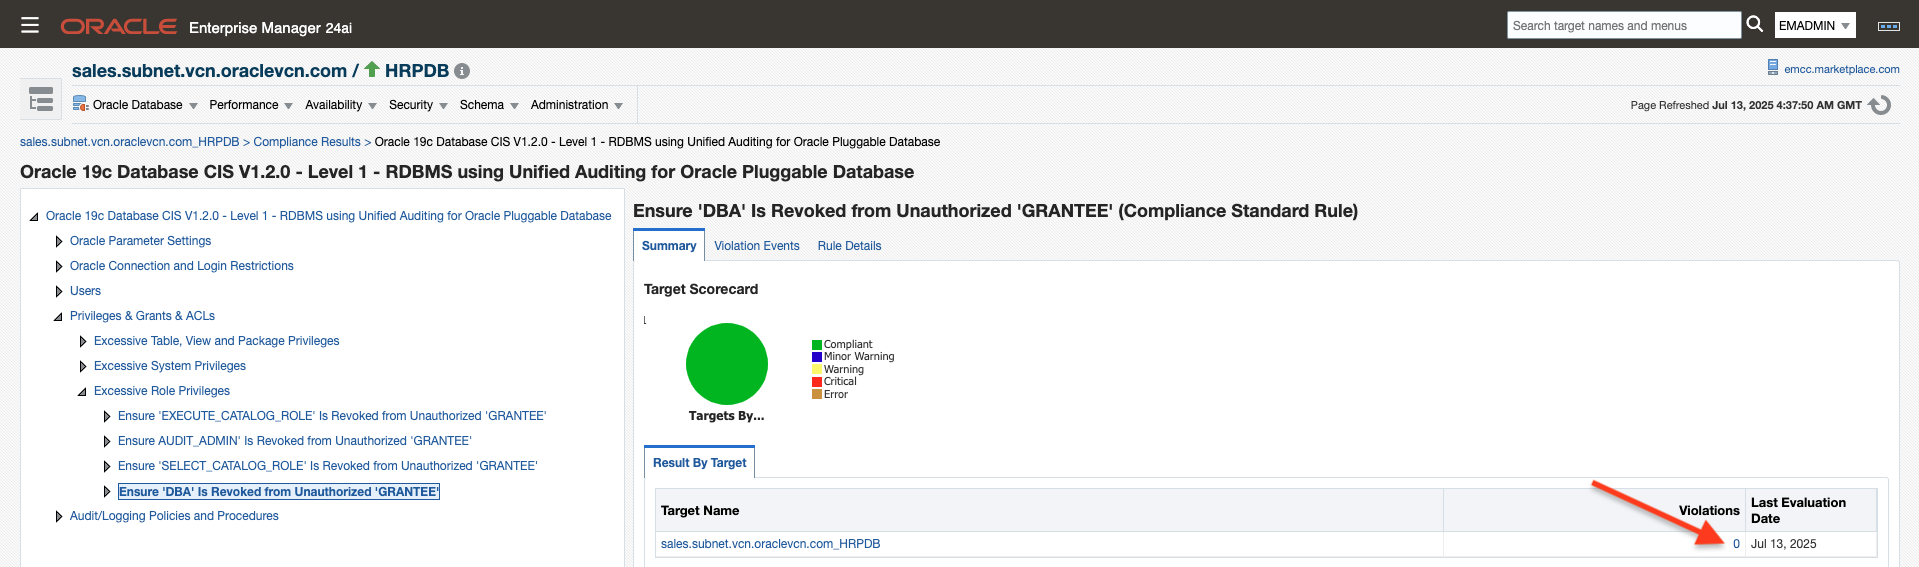 ORACLE Enterprise Manager 24ai
Search target names and menus
EMADMIN
sales.subnet.vcn.oraclevcn.com / HRPDB
emcc.marketplace.com
Oracle Database Performance Availability Security Schema Administration
Page Refreshed Jul 13, 2025 4:37:50 AM GMT
sales.subnet.vcn.oraclevcn.com_HRPDB > Compliance Results > Oracle 19c Database CIS V1.2.0 - Level 1 - RDBMS using Unified Auditing for Oracle Pluggable Database
Oracle 19c Database CIS V1.2.0 - Level 1 - RDBMS using Unified Auditing for Oracle Pluggable Database
Oracle 19c Database CIS V1.2.0 - Level 1 - RDBMS using Unified Auditing for Oracle Pluggable Database
Oracle Parameter Settings
Oracle Connection and Login Restrictions
Users
Privileges & Grants & ACLs
Excessive Table, View and Package Privileges
Excessive System Privileges
Excessive Role Privileges
Ensure 'EXECUTE_CATALOG_ROLE' Is Revoked from Unauthorized 'GRANTEE'
Ensure AUDIT_ADMIN' Is Revoked from Unauthorized 'GRANTEE'
Ensure 'SELECT_CATALOG_ROLE' Is Revoked from Unauthorized 'GRANTEE'
Ensure 'DBA' Is Revoked from Unauthorized 'GRANTEE'
Audit/Logging Policies and Procedures
Ensure 'DBA' Is Revoked from Unauthorized 'GRANTEE' (Compliance Standard Rule)
Summary Violation Events Rule Details
Target Scorecard
1
Compliant
Minor Warning
Warning
Critical
Error
Targets By...
Result By Target
Target Name Violations Last Evaluation
Date
sales.subnet.vcn.oraclevcn.com_HRPDB 0 Jul 13, 2025